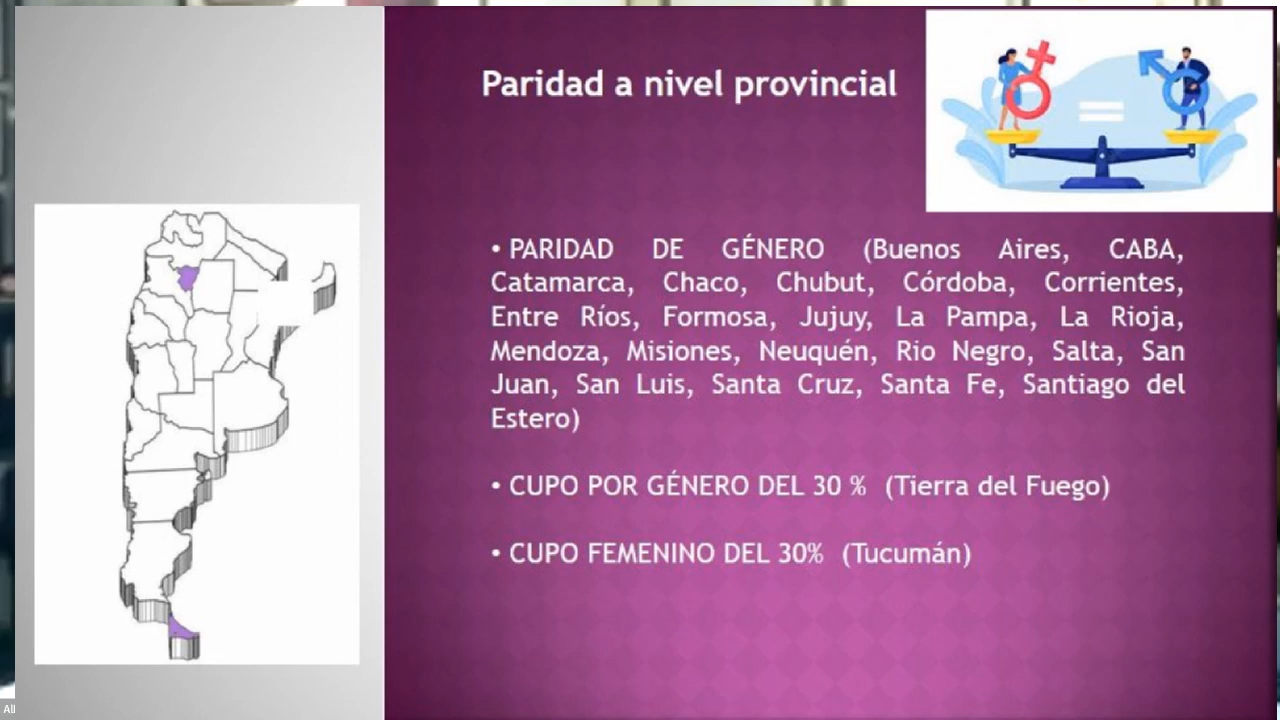 Paridad a nivel provincial
• PARIDAD DE GÉNERO (Buenos Aires, CABA,
Catamarca, Chaco, Chubut, Córdoba, Corrientes,
Entre Ríos, Formosa, Jujuy, La Pampa, La Rioja,
Mendoza, Misiones, Neuquén, Rio Negro, Salta, San
Juan, San Luis, Santa Cruz, Santa Fe, Santiago del
Estero)
• CUPO POR GÉNERO DEL 30 % (Tierra del Fuego)
• CUPO FEMENINO DEL 30% (Tucumán)